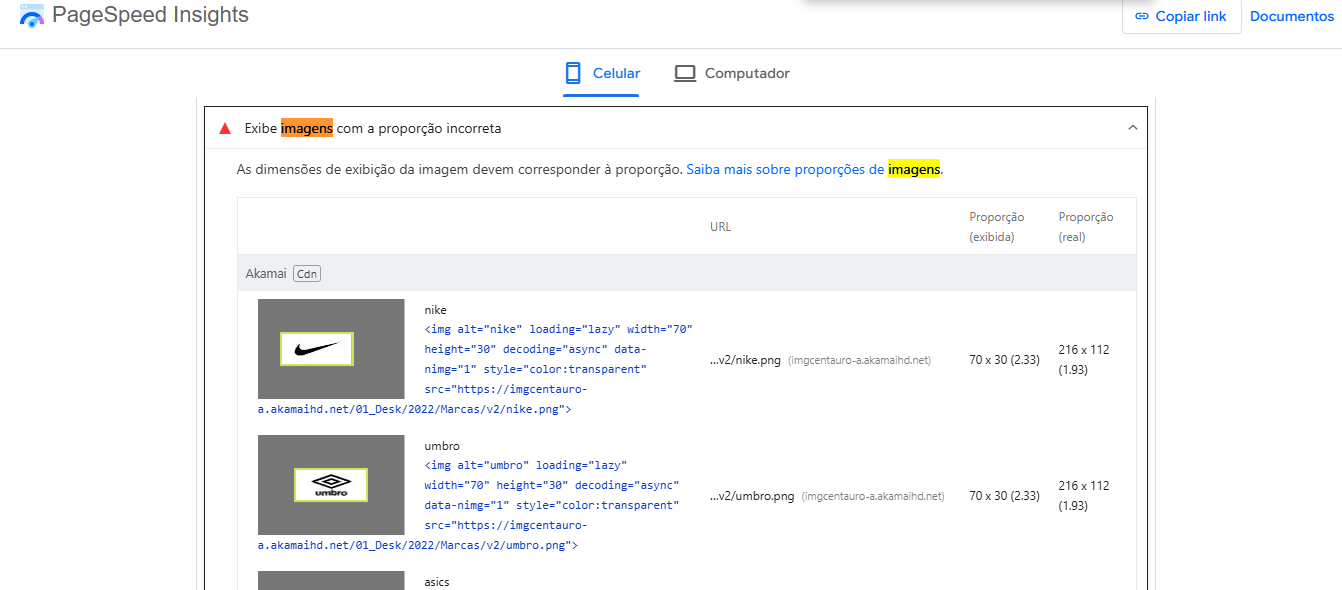 PageSpeed Insights
Copiar link
Documentos
Celular
Computador
Exibe imagens com a proporção incorreta
As dimensões de exibição da imagem devem corresponder à proporção. Saiba mais sobre proporções de imagens.
URL
Proporção
(exibida)
Proporção
(real)
Akamai Cdn
nike
<img alt="nike" loading="lazy" width="70"
height="30" decoding="async" data-
nimg="1" style="color:transparent"
src="https://imgcentauro-
a.akamaihd.net/01_Desk/2022/Marcas/v2/nike.png">
...v2/nike.png (imgcentauro-a.akamaihd.net)
70 x 30 (2.33)
216 x 112
(1.93)
umbro
umbro
<img alt="umbro" loading="lazy"
width="70" height="30" decoding="async"
data-nimg="1" style="color:transparent"
src="https://imgcentauro-
a.akamaihd.net/01_Desk/2022/Marcas/v2/umbro.png">
...v2/umbro.png (imgcentauro-a.akamaihd.net)
70 x 30 (2.33)
216 x 112
(1.93)
asics